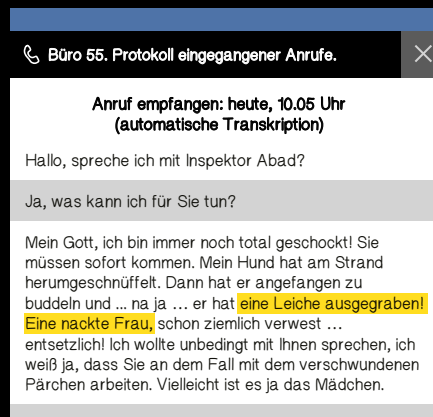 Büro 55. Protokoll eingegangener Anrufe.
Anruf empfangen: heute, 10.05 Uhr
(automatische Transkription)
Hallo, spreche ich mit Inspektor Abad?
Ja, was kann ich für Sie tun?
Mein Gott, ich bin immer noch total geschockt! Sie
müssen sofort kommen. Mein Hund hat am Strand
herumgeschnüffelt. Dann hat er angefangen zu
buddeln und ... na ja … er hat eine Leiche ausgegraben!
Eine nackte Frau, schon ziemlich verwest …
entsetzlich! Ich wollte unbedingt mit Ihnen sprechen, ich
weiß ja, dass Sie an dem Fall mit dem verschwundenen
Pärchen arbeiten. Vielleicht ist es ja das Mädchen.